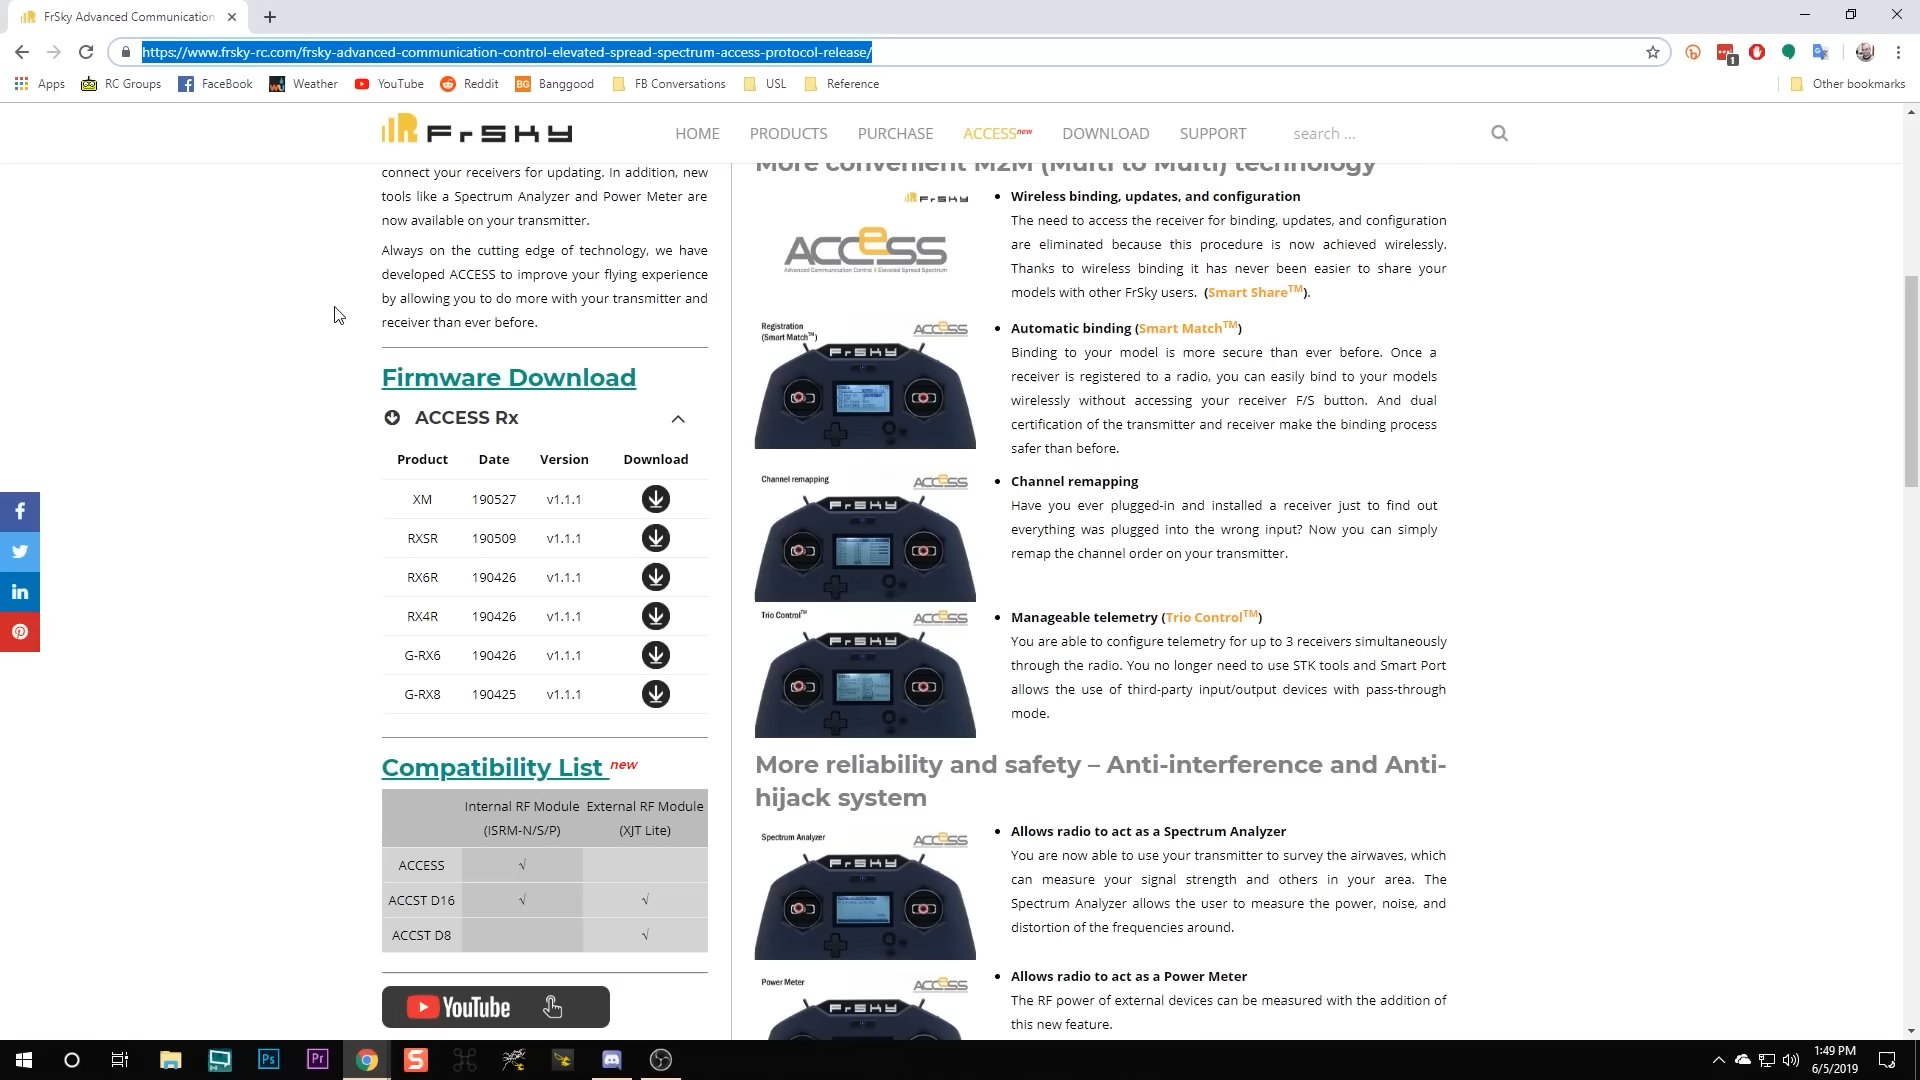 FrSky Advanced Communication
https://www.frsky-rc.com/frsky-advanced-communication-control-elevated-spread-spectrum-access-protocol-release/
1
Apps
RC Groups
FaceBook
Weather
YouTube
Reddit
BG Banggood
FB Conversations
USL
Reference
Other bookmarks
FrSKY
HOME
PRODUCTS
PURCHASE
ACCESS new
DOWNLOAD
SUPPORT
search ...
connect your receivers for updating. In addition, new
tools like a Spectrum Analyzer and Power Meter are
now available on your transmitter.
Always on the cutting edge of technology, we have
developed ACCESS to improve your flying experience
by allowing you to do more with your transmitter and
receiver than ever before.
Firmware Download
ACCESS Rx
Product Date Version Download
XM 190527 v1.1.1
RXSR 190509 v1.1.1
RX6R 190426 v1.1.1
RX4R 190426 v1.1.1
G-RX6 190426 v1.1.1
G-RX8 190425 v1.1.1
Compatibility List new
Internal RF Module External RF Module
(ISRM-N/S/P) (XJT Lite)
ACCESS √
ACCST D16 √ √
ACCST D8 √
YouTube
More convenient M2M (Multi to Multi) technology
FrSKY
ACCESS
Advanced Communication Control Elevated Spread Spectrum
• Wireless binding, updates, and configuration
The need to access the receiver for binding, updates, and configuration
are eliminated because this procedure is now achieved wirelessly.
Thanks to wireless binding it has never been easier to share your
models with other FrSky users. (Smart Share™).
Registration
(Smart Match™)
ACCESS
FrSKY
• Automatic binding (Smart Match™)
Binding to your model is more secure than ever before. Once a
receiver is registered to a radio, you can easily bind to your models
wirelessly without accessing your receiver F/S button. And dual
certification of the transmitter and receiver make the binding process
safer than before.
Channel remapping
ACCESS
FrSKY
• Channel remapping
Have you ever plugged-in and installed a receiver just to find out
everything was plugged into the wrong input? Now you can simply
remap the channel order on your transmitter.
Trio Control™
ACCESS
FrSKY
• Manageable telemetry (Trio Control™)
You are able to configure telemetry for up to 3 receivers simultaneously
through the radio. You no longer need to use STK tools and Smart Port
allows the use of third-party input/output devices with pass-through
mode.
More reliability and safety – Anti-interference and Anti-
hijack system
Spectrum Analyzer
ACCESS
FrSKY
• Allows radio to act as a Spectrum Analyzer
You are now able to use your transmitter to survey the airwaves, which
can measure your signal strength and others in your area. The
Spectrum Analyzer allows the user to measure the power, noise, and
distortion of the frequencies around.
Power Meter
ACCESS
FrSKY
• Allows radio to act as a Power Meter
The RF power of external devices can be measured with the addition of
this new feature.
Ps
Pr
S
1:49 PM
6/5/2019